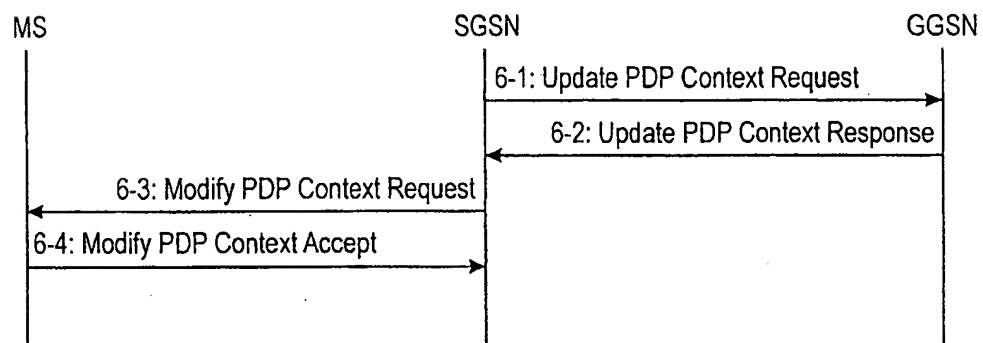 MS
SGSN
GGSN
6-1: Update PDP Context Request
6-2: Update PDP Context Response
6-3: Modify PDP Context Request
6-4: Modify PDP Context Accept